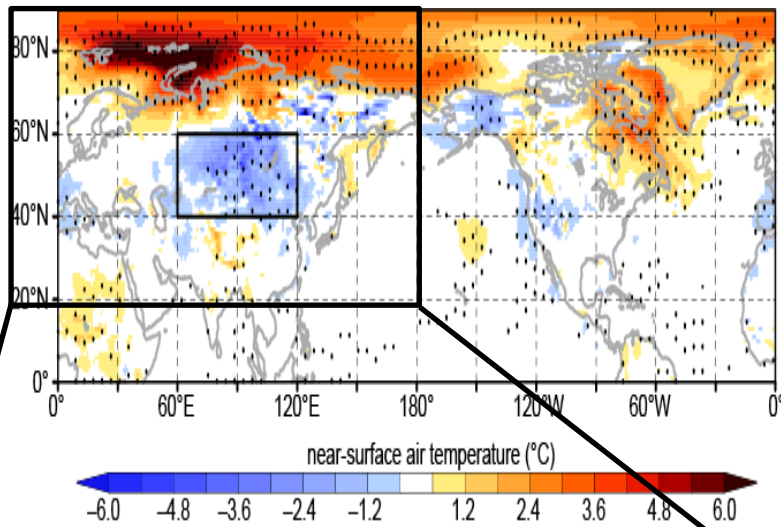 80°N
60°N
40°N
20°N
0°
0° 60°E 120°E 180° 120°W 60°W 0°
near-surface air temperature (°C)
–6.0 –4.8 –3.6 –2.4 –1.2 1.2 2.4 3.6 4.8 6.0